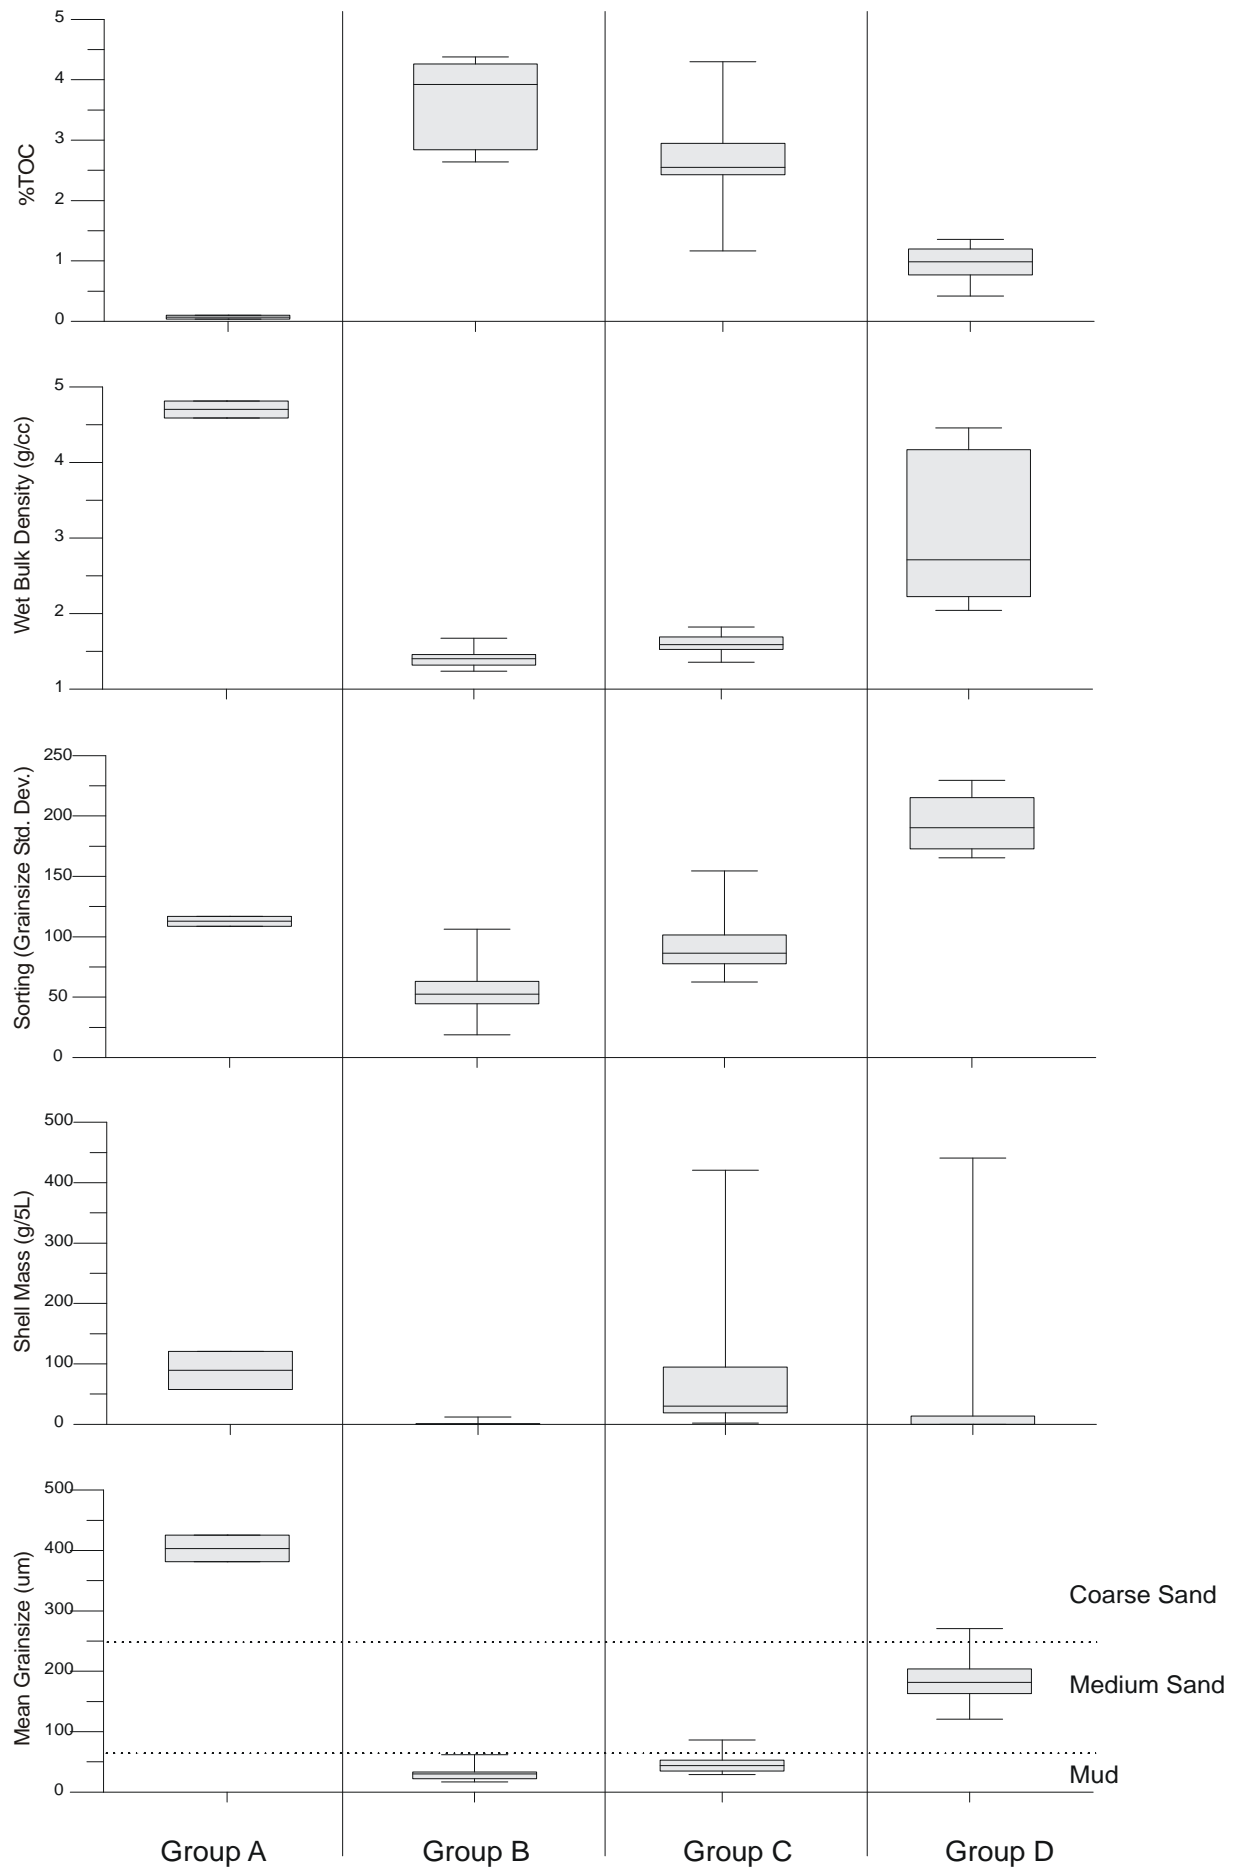 5
4
3
2
1
0
%TOC
5
4
3
2
1
Wet Bulk Density (g/cc)
250
200
150
100
50
0
Sorting (Grainsize Std. Dev.)
500
400
300
200
100
0
Shell Mass (g/5L)
500
400
300
200
100
0
Mean Grainsize (um)
Coarse Sand
Medium Sand
Mud
Group A
Group B
Group C
Group D